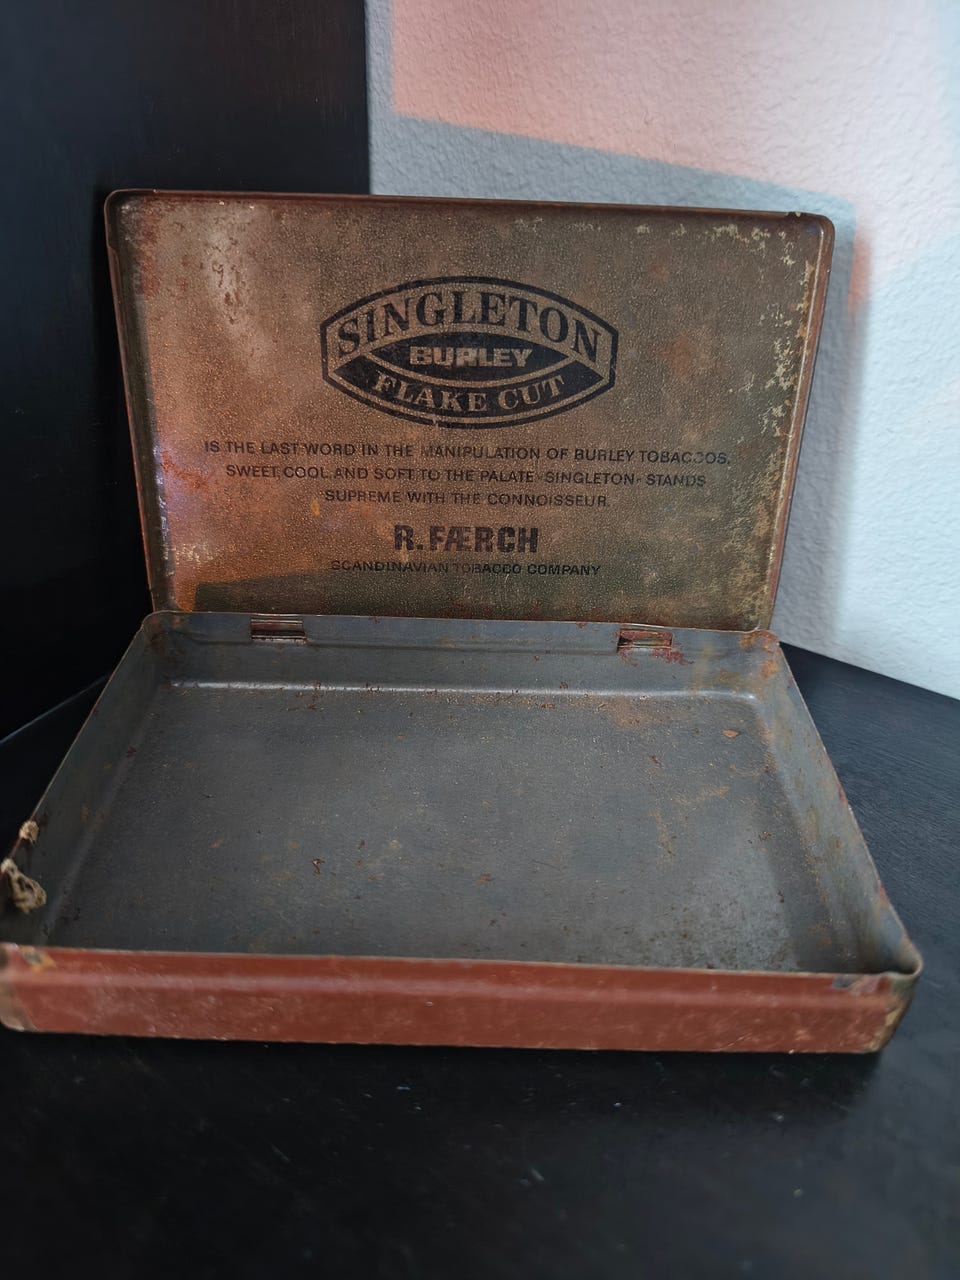 SINGLETON
BURLEY
FLAKE CUT
IS THE LAST WORD IN THE MANIPULATION OF BURLEY TOBACCOS.
SWEET, COOL AND SOFT TO THE PALATE -SINGLETON- STANDS
SUPREME WITH THE CONNOISSEUR.
R. FÆRCH
SCANDINAVIAN TOBACCO COMPANY